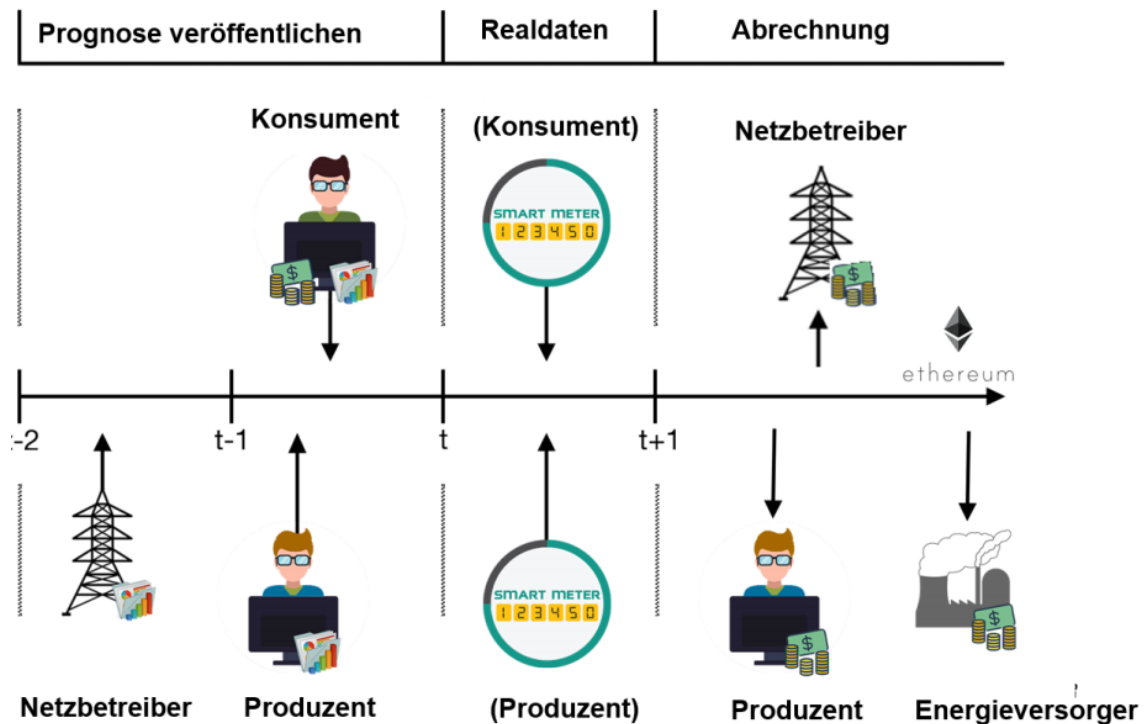 Prognose veröffentlichen
Realdaten
Abrechnung
Konsument
(Konsument)
Netzbetreiber
SMART METER
123450
$
$
ethereum
t-2
t-1
t
t+1
SMART METER
123450
$
$
Netzbetreiber
Produzent
(Produzent)
Produzent
Energieversorger